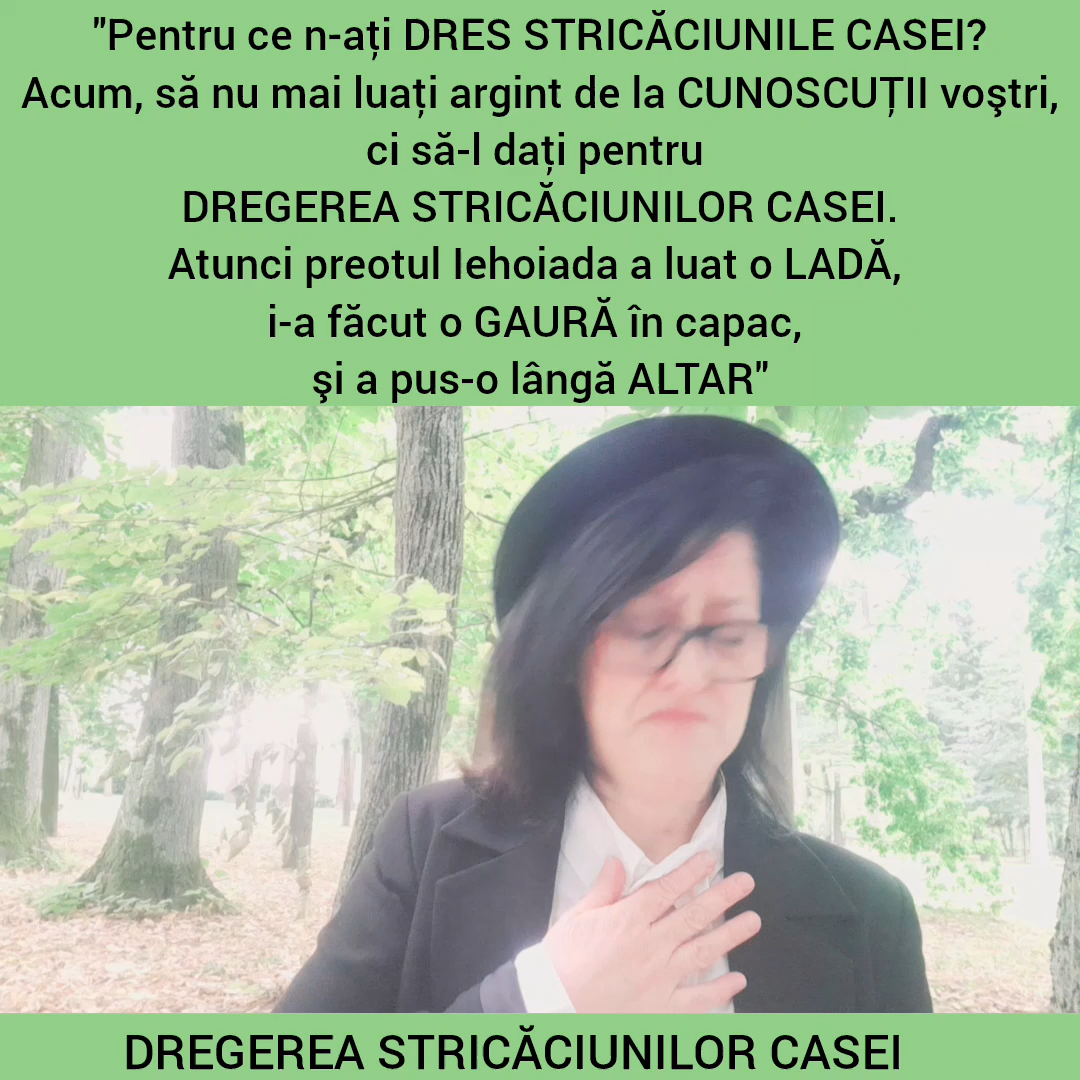 "Pentru ce n-ați DRES STRICĂCIUNILE CASEI?
Acum, să nu mai luați argint de la CUNOSCUȚII voştri,
ci să-l dați pentru
DREGEREA STRICĂCIUNILOR CASEI.
Atunci preotul Iehoiada a luat o LADĂ,
i-a făcut o GAURĂ în capac,
şi a pus-o lângă ALTAR"
DREGEREA STRICĂCIUNILOR CASEI